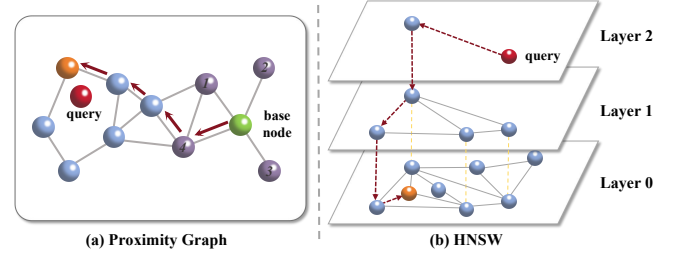 1
2
3
4
query
base
node
(a) Proximity Graph
Layer 2
query
Layer 1
Layer 0
(b) HNSW